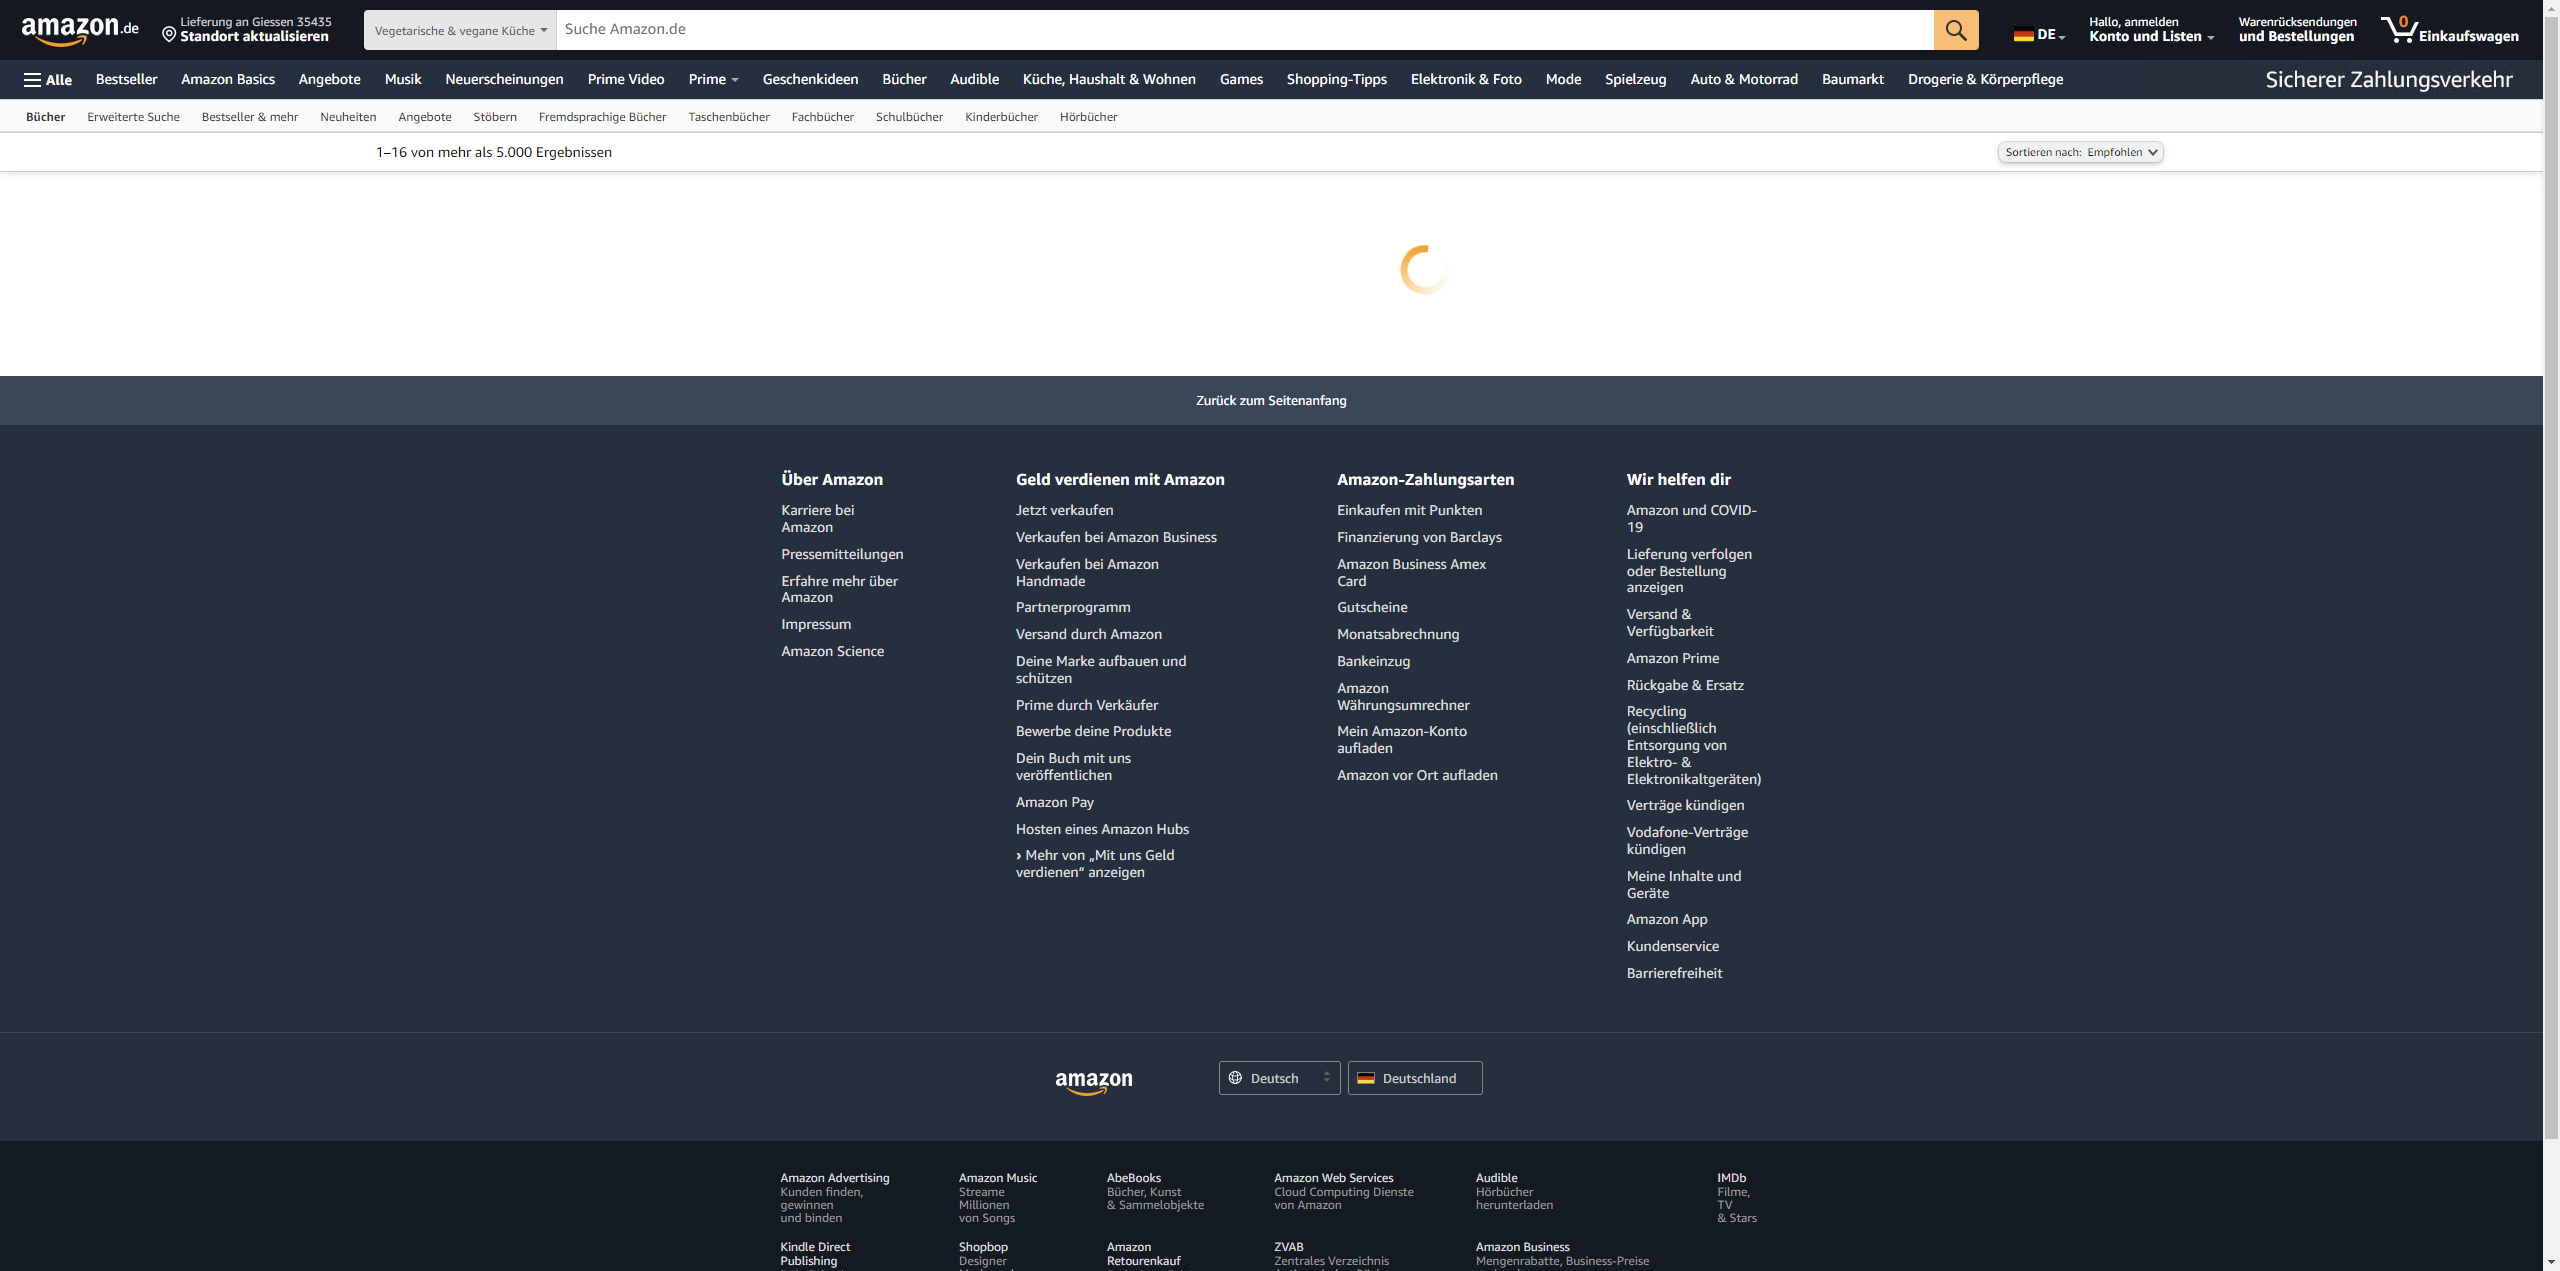 amazon.de
Lieferung an Giessen 35435
Standort aktualisieren
Vegetarische & vegane Küche
Suche Amazon.de
DE
Hallo, anmelden
Konto und Listen
Warenrücksendungen
und Bestellungen
0
Einkaufswagen
Alle
Bestseller
Amazon Basics
Angebote
Musik
Neuerscheinungen
Prime Video
Prime
Geschenkideen
Bücher
Audible
Küche, Haushalt & Wohnen
Games
Shopping-Tipps
Elektronik & Foto
Mode
Spielzeug
Auto & Motorrad
Baumarkt
Drogerie & Körperpflege
Sicherer Zahlungsverkehr
Bücher
Erweiterte Suche
Bestseller & mehr
Neuheiten
Angebote
Stöbern
Fremdsprachige Bücher
Taschenbücher
Fachbücher
Schulbücher
Kinderbücher
Hörbücher
1–16 von mehr als 5.000 Ergebnissen
Sortieren nach: Empfohlen
Zurück zum Seitenanfang
Über Amazon
Karriere bei
Amazon
Pressemitteilungen
Erfahre mehr über
Amazon
Impressum
Amazon Science
Geld verdienen mit Amazon
Jetzt verkaufen
Verkaufen bei Amazon Business
Verkaufen bei Amazon
Handmade
Partnerprogramm
Versand durch Amazon
Deine Marke aufbauen und
schützen
Prime durch Verkäufer
Bewerbe deine Produkte
Dein Buch mit uns
veröffentlichen
Amazon Pay
Hosten eines Amazon Hubs
› Mehr von „Mit uns Geld
verdienen“ anzeigen
Amazon-Zahlungsarten
Einkaufen mit Punkten
Finanzierung von Barclays
Amazon Business Amex
Card
Gutscheine
Monatsabrechnung
Bankeinzug
Amazon
Währungsumrechner
Mein Amazon-Konto
aufladen
Amazon vor Ort aufladen
Wir helfen dir
Amazon und COVID-
19
Lieferung verfolgen
oder Bestellung
anzeigen
Versand &
Verfügbarkeit
Amazon Prime
Rückgabe & Ersatz
Recycling
(einschließlich
Entsorgung von
Elektro- &
Elektronikaltgeräten)
Verträge kündigen
Vodafone-Verträge
kündigen
Meine Inhalte und
Geräte
Amazon App
Kundenservice
Barrierefreiheit
amazon
Deutsch
Deutschland
Amazon Advertising
Kunden finden,
gewinnen
und binden
Amazon Music
Streame
Millionen
von Songs
AbeBooks
Bücher, Kunst
& Sammelobjekte
Amazon Web Services
Cloud Computing Dienste
von Amazon
Audible
Hörbücher
herunterladen
IMDb
Filme,
TV
& Stars
Kindle Direct
Publishing
Shopbop
Designer
Amazon
Retourenkauf
ZVAB
Zentrales Verzeichnis
Amazon Business
Mengenrabatte, Business-Preise